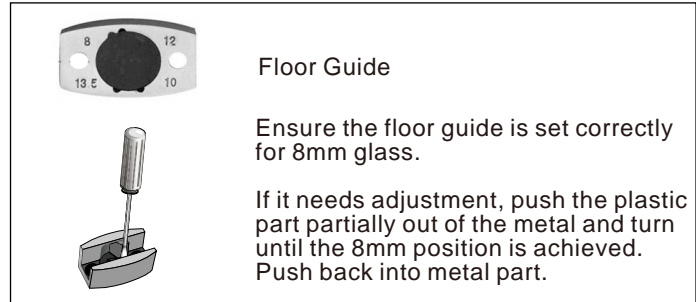 8 12
13 5 10
Floor Guide
Ensure the floor guide is set correctly
for 8mm glass.
If it needs adjustment, push the plastic
part partially out of the metal and turn
until the 8mm position is achieved.
Push back into metal part.